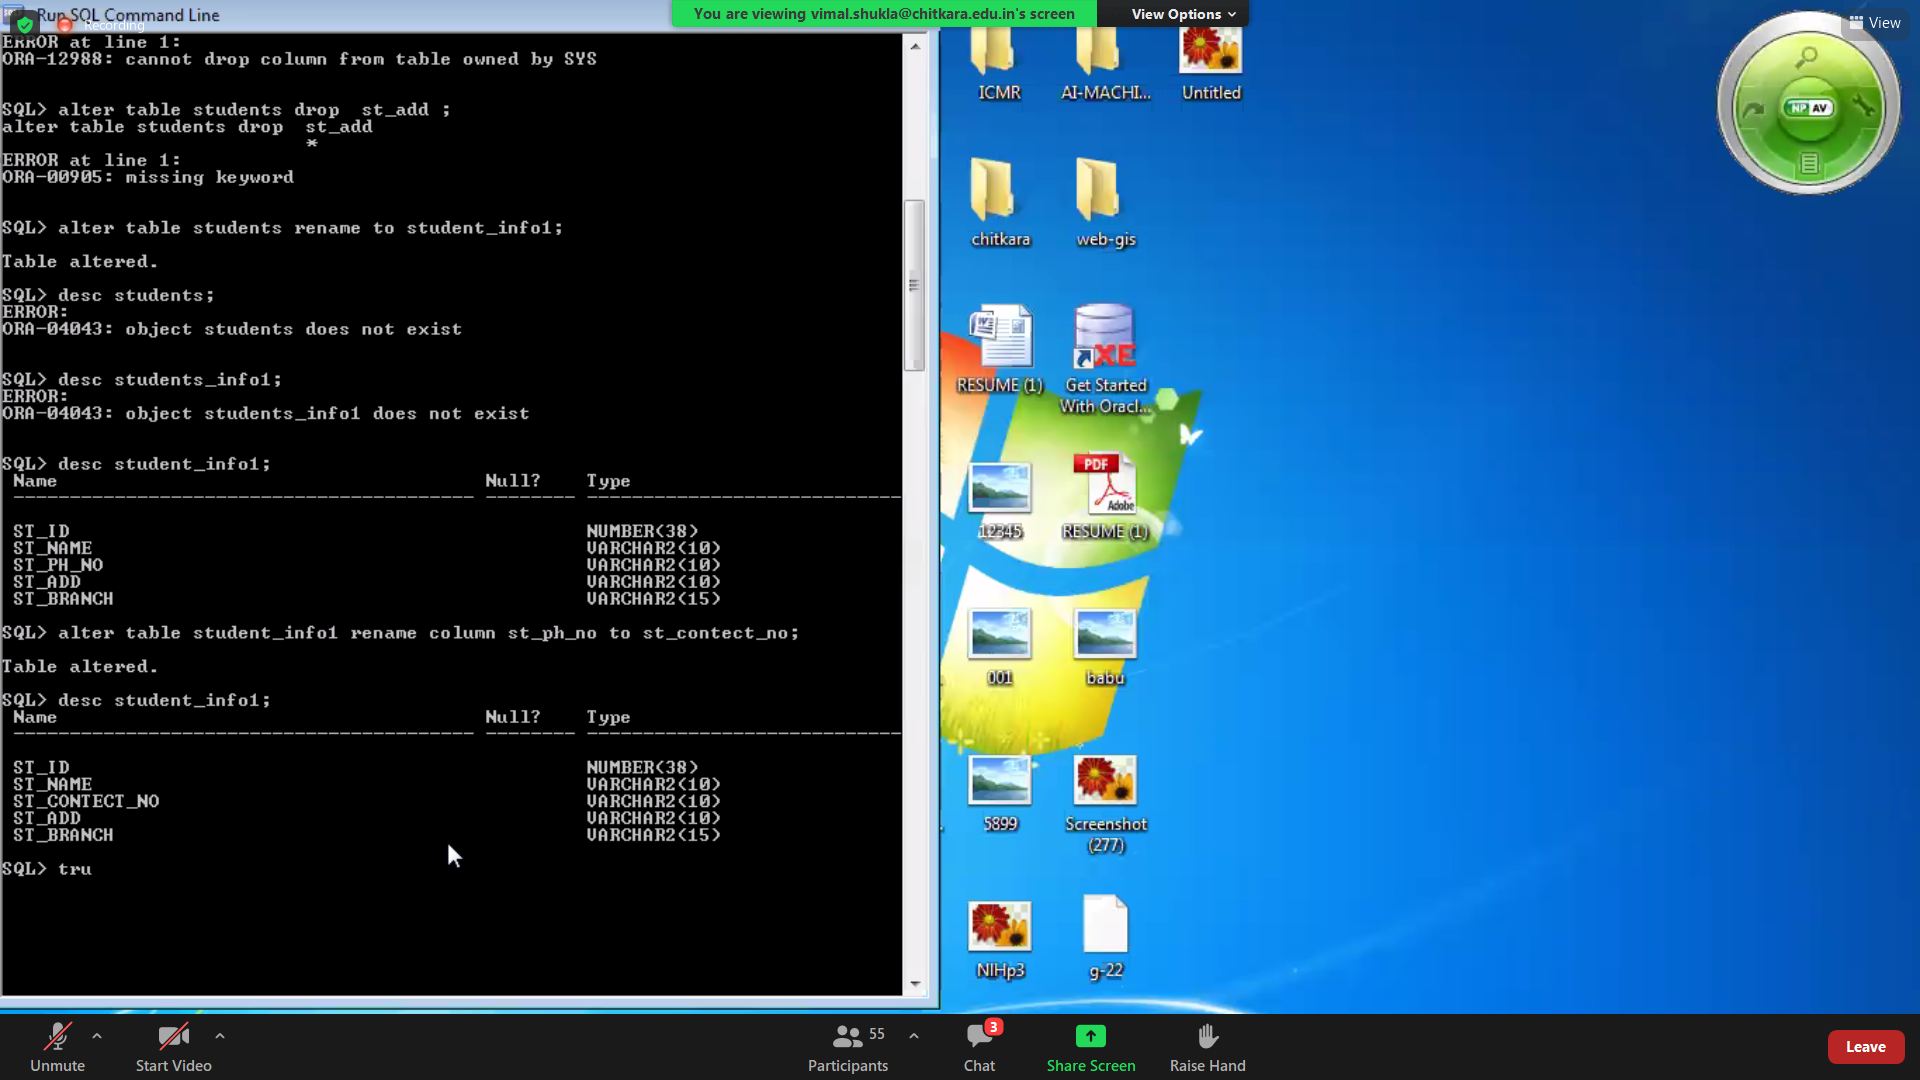 Run SQL Command Line
Recording
You are viewing vimal.shukla@chitkara.edu.in's screen
View Options
View
ERROR at line 1:
ORA-12988: cannot drop column from table owned by SYS
SQL> alter table students drop  st_add ;
alter table students drop  st_add
*
ERROR at line 1:
ORA-00905: missing keyword
SQL> alter table students rename to student_info1;
Table altered.
SQL> desc students;
ERROR:
ORA-04043: object students does not exist
SQL> desc students_info1;
ERROR:
ORA-04043: object students_info1 does not exist
SQL> desc student_info1;
Name Null? Type
ST_ID NUMBER(38)
ST_NAME VARCHAR2(10)
ST_PH_NO VARCHAR2(10)
ST_ADD VARCHAR2(10)
ST_BRANCH VARCHAR2(15)
SQL> alter table student_info1 rename column st_ph_no to st_contect_no;
Table altered.
SQL> desc student_info1;
Name Null? Type
ST_ID NUMBER(38)
ST_NAME VARCHAR2(10)
ST_CONTECT_NO VARCHAR2(10)
ST_ADD VARCHAR2(10)
ST_BRANCH VARCHAR2(15)
SQL> tru
ICMR
AI-MACHI...
Untitled
NP AV
chitkara
web-gis
RESUME (1)
XE
Get Started
With Oracl...
PDF
Adobe
12345
RESUME (1)
001
babu
5899
Screenshot
(277)
NIHp3
g-22
Unmute
Start Video
55
Participants
3
Chat
Share Screen
Raise Hand
Leave